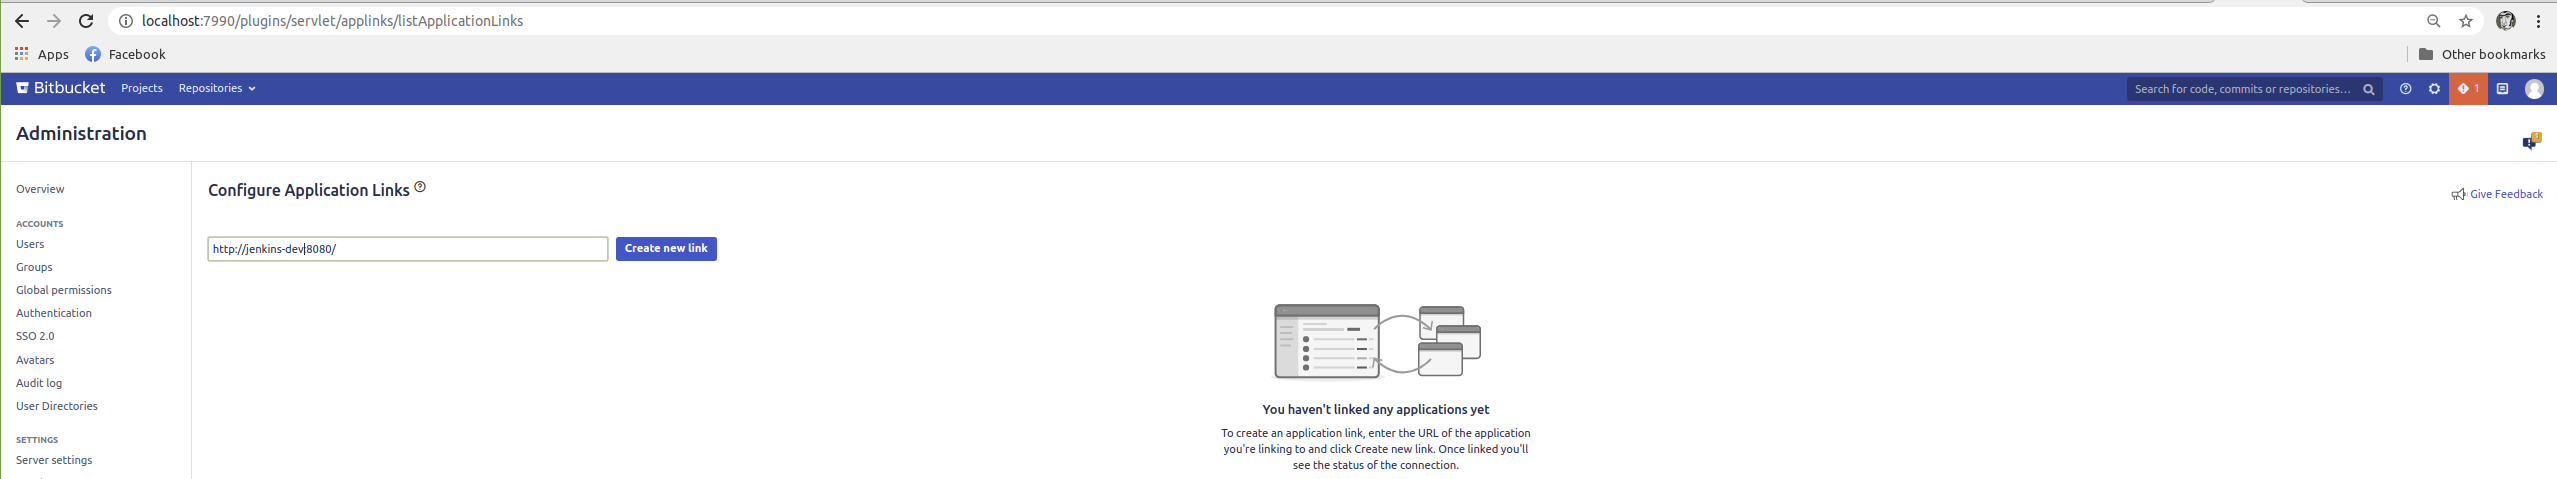 localhost:7990/plugins/servlet/applinks/listApplicationLinks
Apps Facebook Other bookmarks
Bitbucket Projects Repositories Search for code, commits or repositories... 1
Administration
Overview
ACCOUNTS
Users
Groups
Global permissions
Authentication
SSO 2.0
Avatars
Audit log
User Directories
SETTINGS
Server settings
Configure Application Links
Give Feedback
http://jenkins-dev:8080/ Create new link
You haven't linked any applications yet
To create an application link, enter the URL of the application
you're linking to and click Create new link. Once linked you'll
see the status of the connection.